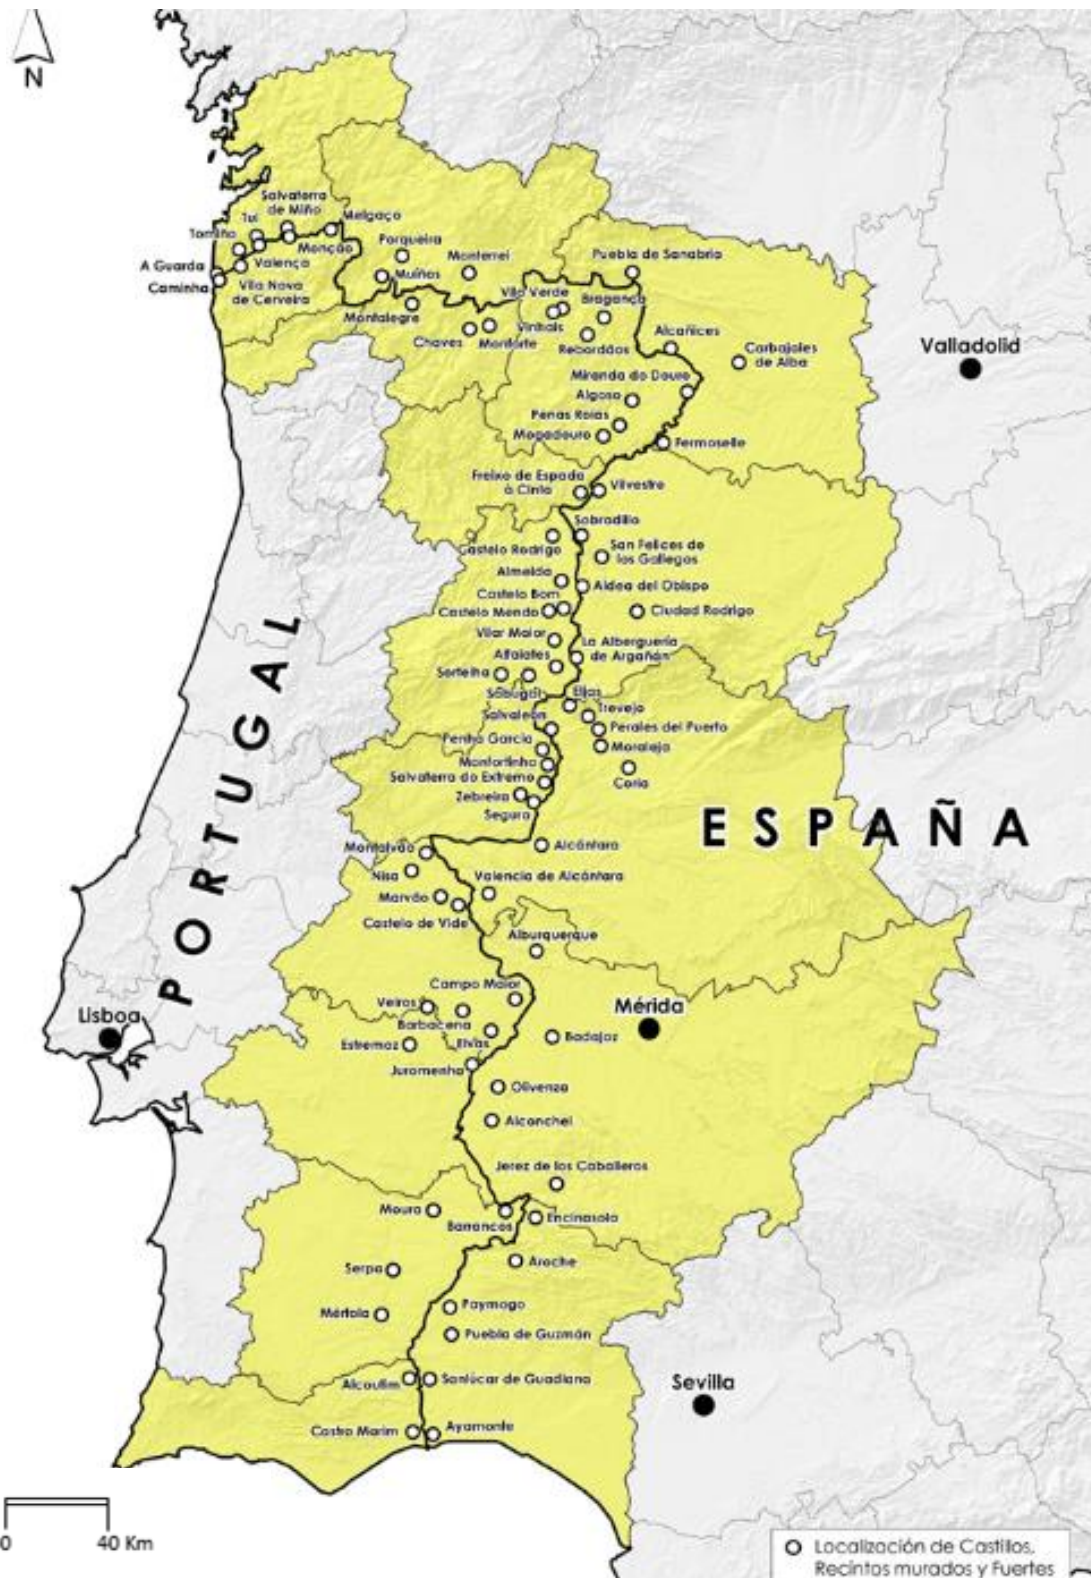 N
Salvaterra
de Miño
Tui
Melgaço
Tomiño
Monção
Porqueira
Monterrei
Puebla de Sanabria
A Guarda
Valença
Muíños
Caminha
Vila Nova
de Cerveira
Vila Verde
Bragança
Montalegre
Vinhais
Chaves
Monforte
Rebordãos
Alcañices
Carbajales
de Alba
Valladolid
Miranda do Douro
Algoso
Penas Roias
Mogadouro
Fermoselle
Freixo de Espada
à Cinta
Vilvestre
Sobradillo
Castelo Rodrigo
San Felices de
los Gallegos
Almeida
Aldea del Obispo
Castelo Bom
Castelo Mendo
Ciudad Rodrigo
Vilar Maior
La Alberguería
de Argañán
Alfaiates
Sortelha
Sabugal
Eljas
Trevejo
Salvaleón
Perales del Puerto
Penha Garcia
Moraleja
Monfortinho
Salvaterra do Extremo
Coria
Zebreira
Segura
PORTUGAL
ESPAÑA
Montalvão
Alcántara
Nisa
Valencia de Alcántara
Marvão
Castelo de Vide
Alburquerque
Campo Maior
Veiros
Mérida
Lisboa
Barbacena
Elvas
Badajoz
Estremoz
Juromenha
Olivenza
Alconchel
Jerez de los Caballeros
Moura
Barrancos
Encinasola
Aroche
Serpa
Paymogo
Mértola
Puebla de Guzmán
Alcoutim
Sanlúcar de Guadiana
Sevilla
Castro Marim
Ayamonte
0 40 Km
Localización de Castillos,
Recintos murados y Fuertes